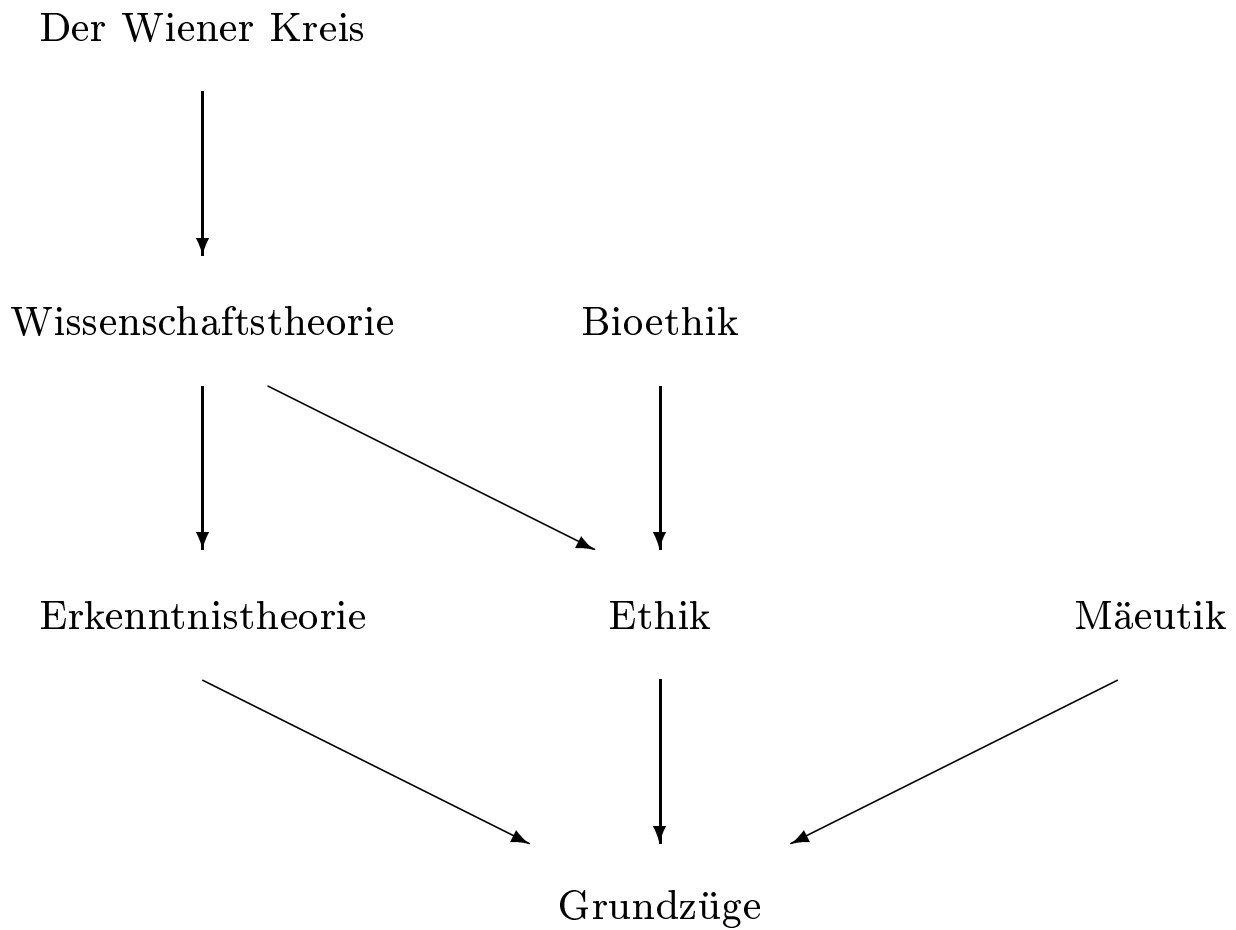 Der Wiener Kreis
Wissenschaftstheorie
Bioethik
Erkenntnistheorie
Ethik
Mäeutik
Grundzüge